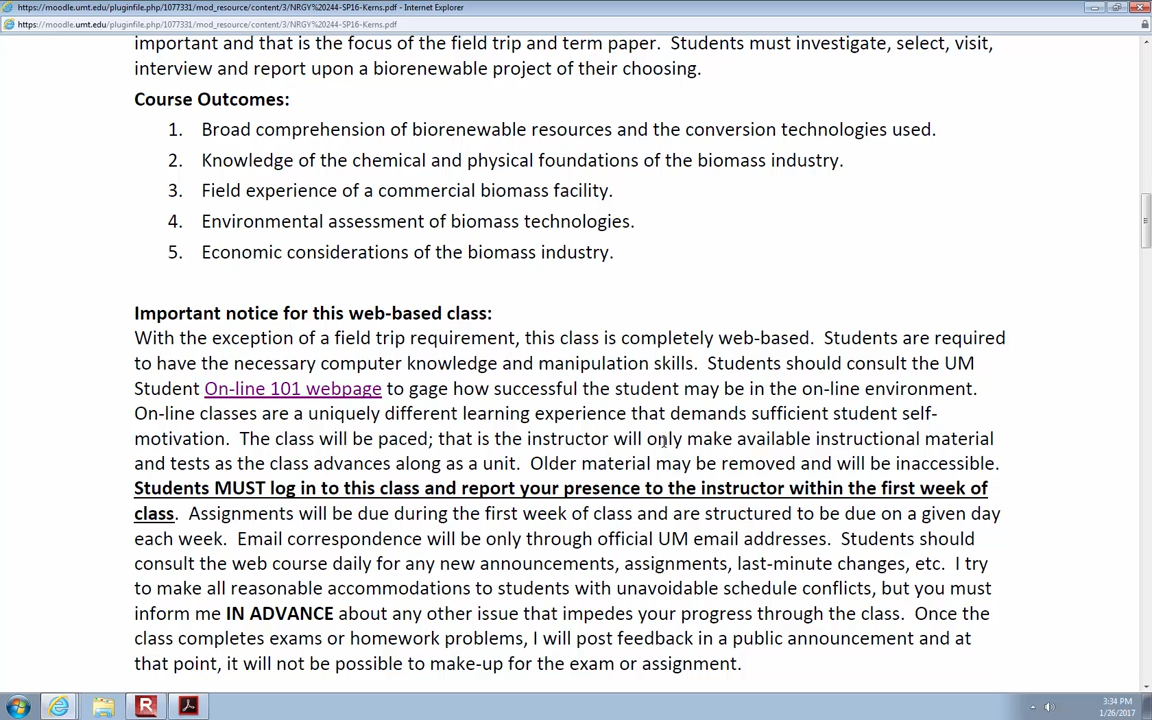 https://moodle.umt.edu/pluginfile.php/1077331/mod_resource/content/3/NRGY%20244-SP16-Kerns.pdf - Internet Explorer
https://moodle.umt.edu/pluginfile.php/1077331/mod_resource/content/3/NRGY%20244-SP16-Kerns.pdf
important and that is the focus of the field trip and term paper.  Students must investigate, select, visit,
interview and report upon a biorenewable project of their choosing.
Course Outcomes:
1. Broad comprehension of biorenewable resources and the conversion technologies used.
2. Knowledge of the chemical and physical foundations of the biomass industry.
3. Field experience of a commercial biomass facility.
4. Environmental assessment of biomass technologies.
5. Economic considerations of the biomass industry.
Important notice for this web-based class:
With the exception of a field trip requirement, this class is completely web-based.  Students are required
to have the necessary computer knowledge and manipulation skills.  Students should consult the UM
Student On-line 101 webpage to gage how successful the student may be in the on-line environment.
On-line classes are a uniquely different learning experience that demands sufficient student self-
motivation.  The class will be paced; that is the instructor will only make available instructional material
and tests as the class advances along as a unit.  Older material may be removed and will be inaccessible.
Students MUST log in to this class and report your presence to the instructor within the first week of
class.  Assignments will be due during the first week of class and are structured to be due on a given day
each week.  Email correspondence will be only through official UM email addresses.  Students should
consult the web course daily for any new announcements, assignments, last-minute changes, etc.  I try
to make all reasonable accommodations to students with unavoidable schedule conflicts, but you must
inform me IN ADVANCE about any other issue that impedes your progress through the class.  Once the
class completes exams or homework problems, I will post feedback in a public announcement and at
that point, it will not be possible to make-up for the exam or assignment.
3:34 PM
1/26/2017